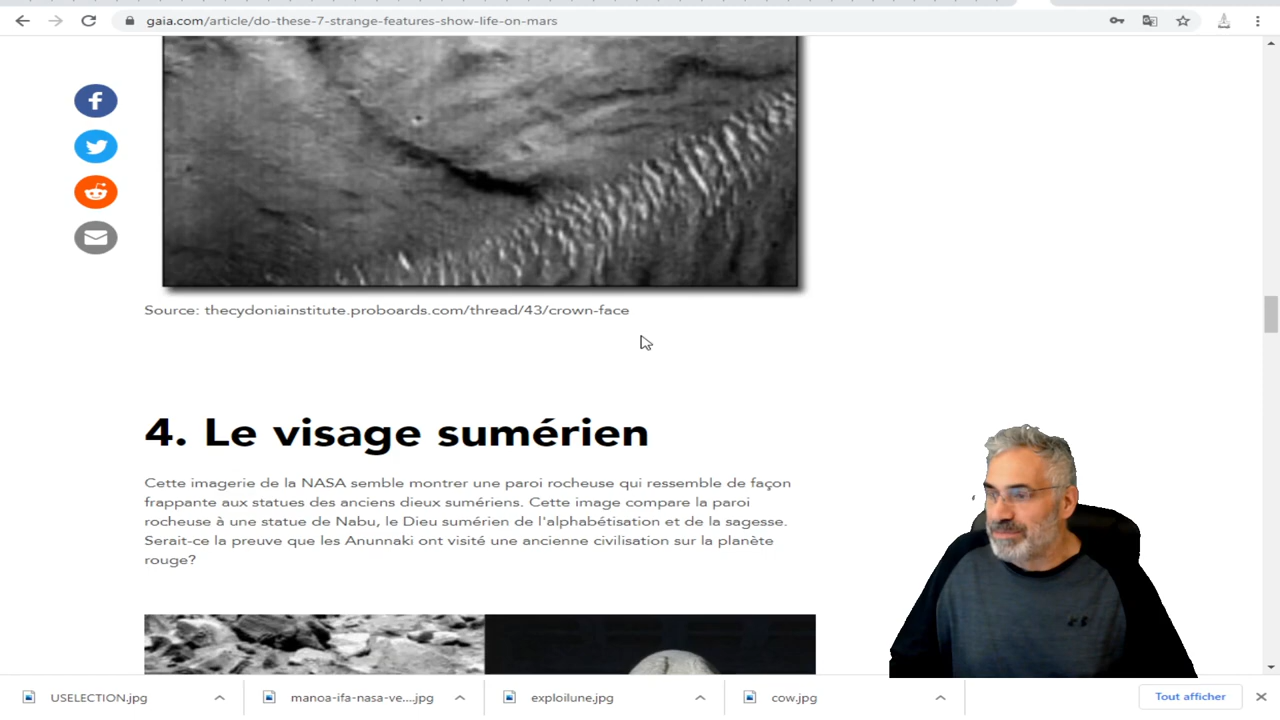 gaia.com/article/do-these-7-strange-features-show-life-on-mars
Source: thecydoniainstitute.proboards.com/thread/43/crown-face
4. Le visage sumérien
Cette imagerie de la NASA semble montrer une paroi rocheuse qui ressemble de façon
frappante aux statues des anciens dieux sumériens. Cette image compare la paroi
rocheuse à une statue de Nabu, le Dieu sumérien de l'alphabétisation et de la sagesse.
Serait-ce la preuve que les Anunnaki ont visité une ancienne civilisation sur la planète
rouge?
USELECTION.jpg
manoa-ifa-nasa-ve....jpg
exploilune.jpg
cow.jpg
Tout afficher